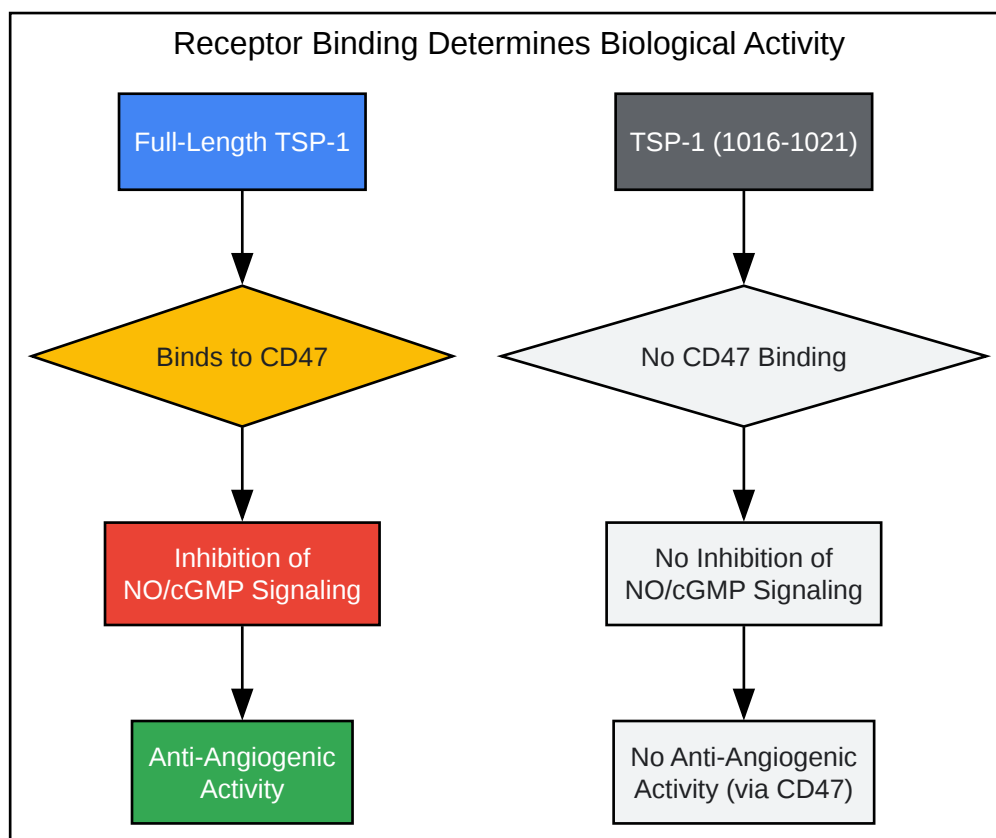 Receptor Binding Determines Biological Activity
Full-Length TSP-1
Binds to CD47
Inhibition of
NO/cGMP Signaling
Anti-Angiogenic
Activity
TSP-1 (1016-1021)
No CD47 Binding
No Inhibition of
NO/cGMP Signaling
No Anti-Angiogenic
Activity (via CD47)